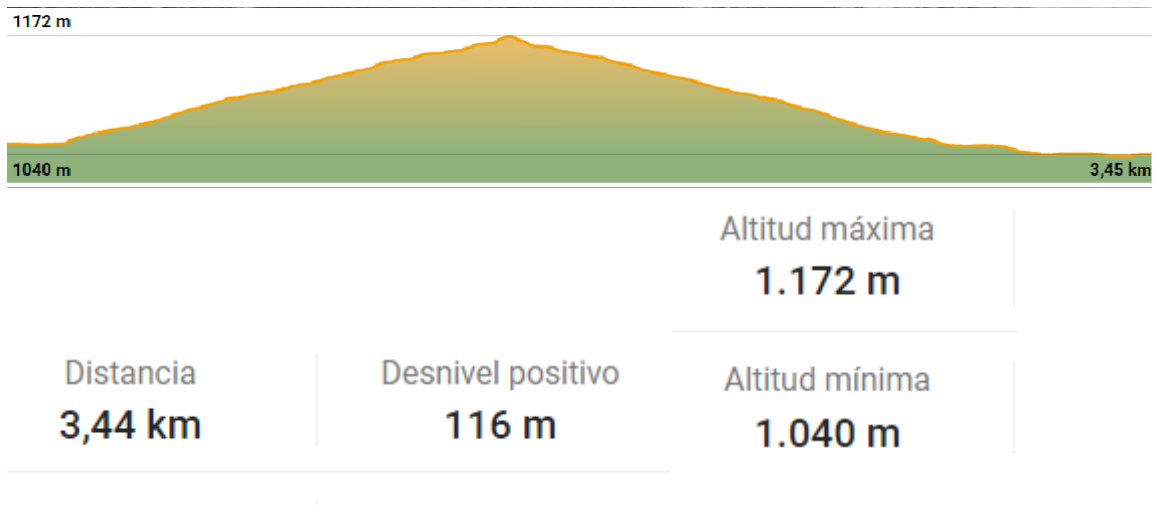 1172 m
1040 m
3,45 km
Altitud máxima
1.172 m
Distancia
3,44 km
Desnivel positivo
116 m
Altitud mínima
1.040 m